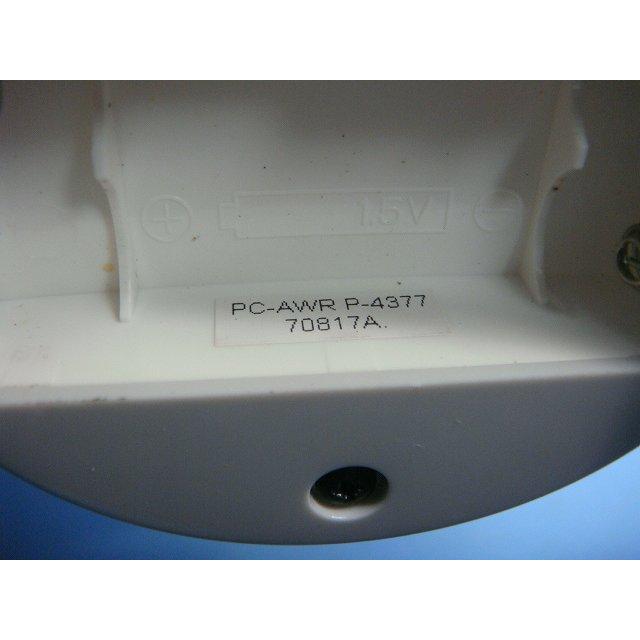 + 1.5V −
PC-AWR P-4377
70817A.